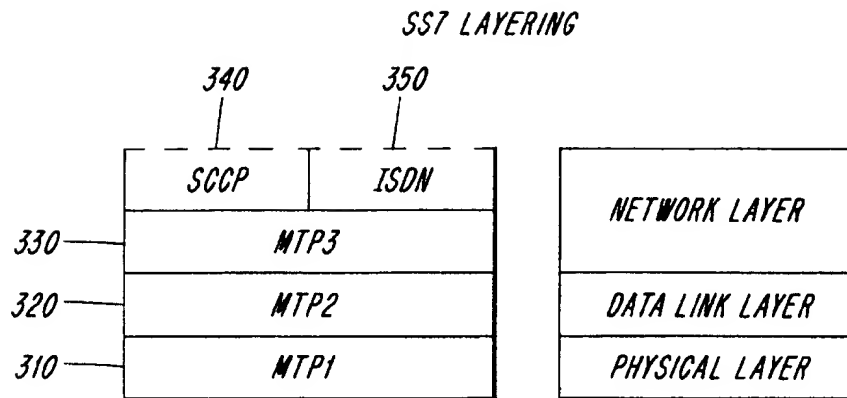 SS7 LAYERING
340 350
SCCP ISDN NETWORK LAYER
330 MTP3
320 MTP2 DATA LINK LAYER
310 MTP1 PHYSICAL LAYER